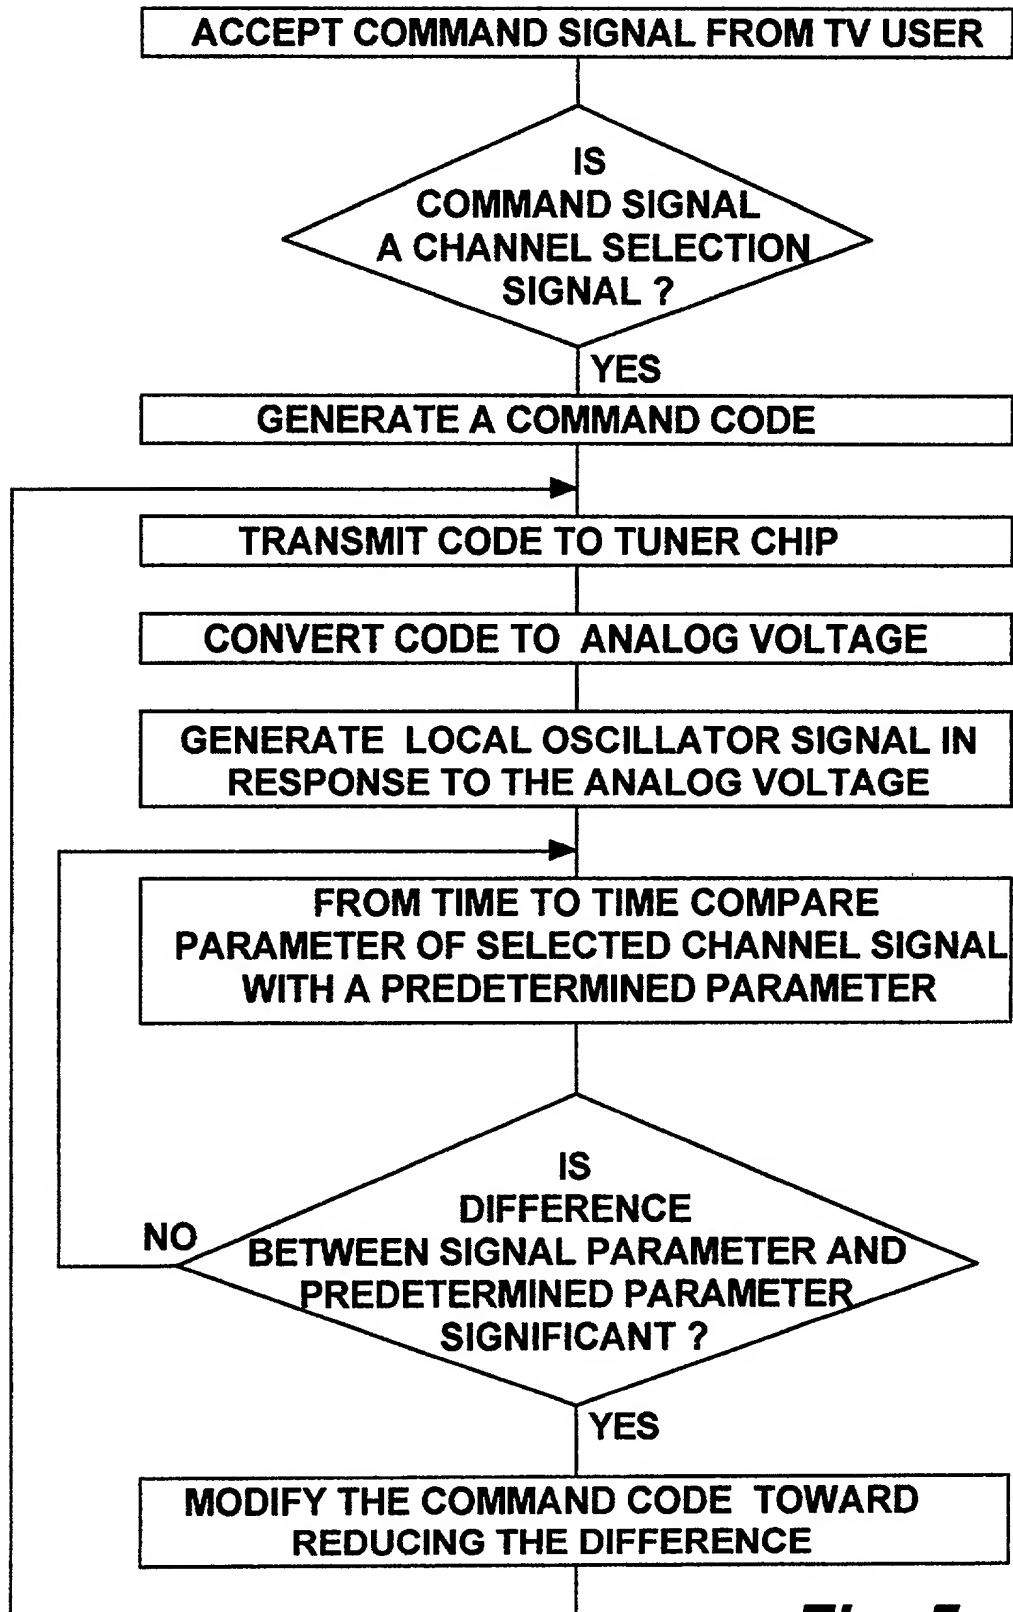 ACCEPT COMMAND SIGNAL FROM TV USER
IS
COMMAND SIGNAL
A CHANNEL SELECTION
SIGNAL ?
YES
GENERATE A COMMAND CODE
TRANSMIT CODE TO TUNER CHIP
CONVERT CODE TO ANALOG VOLTAGE
GENERATE LOCAL OSCILLATOR SIGNAL IN
RESPONSE TO THE ANALOG VOLTAGE
FROM TIME TO TIME COMPARE
PARAMETER OF SELECTED CHANNEL SIGNAL
WITH A PREDETERMINED PARAMETER
IS
DIFFERENCE
NO
BETWEEN SIGNAL PARAMETER AND
PREDETERMINED PARAMETER
SIGNIFICANT ?
YES
MODIFY THE COMMAND CODE TOWARD
REDUCING THE DIFFERENCE